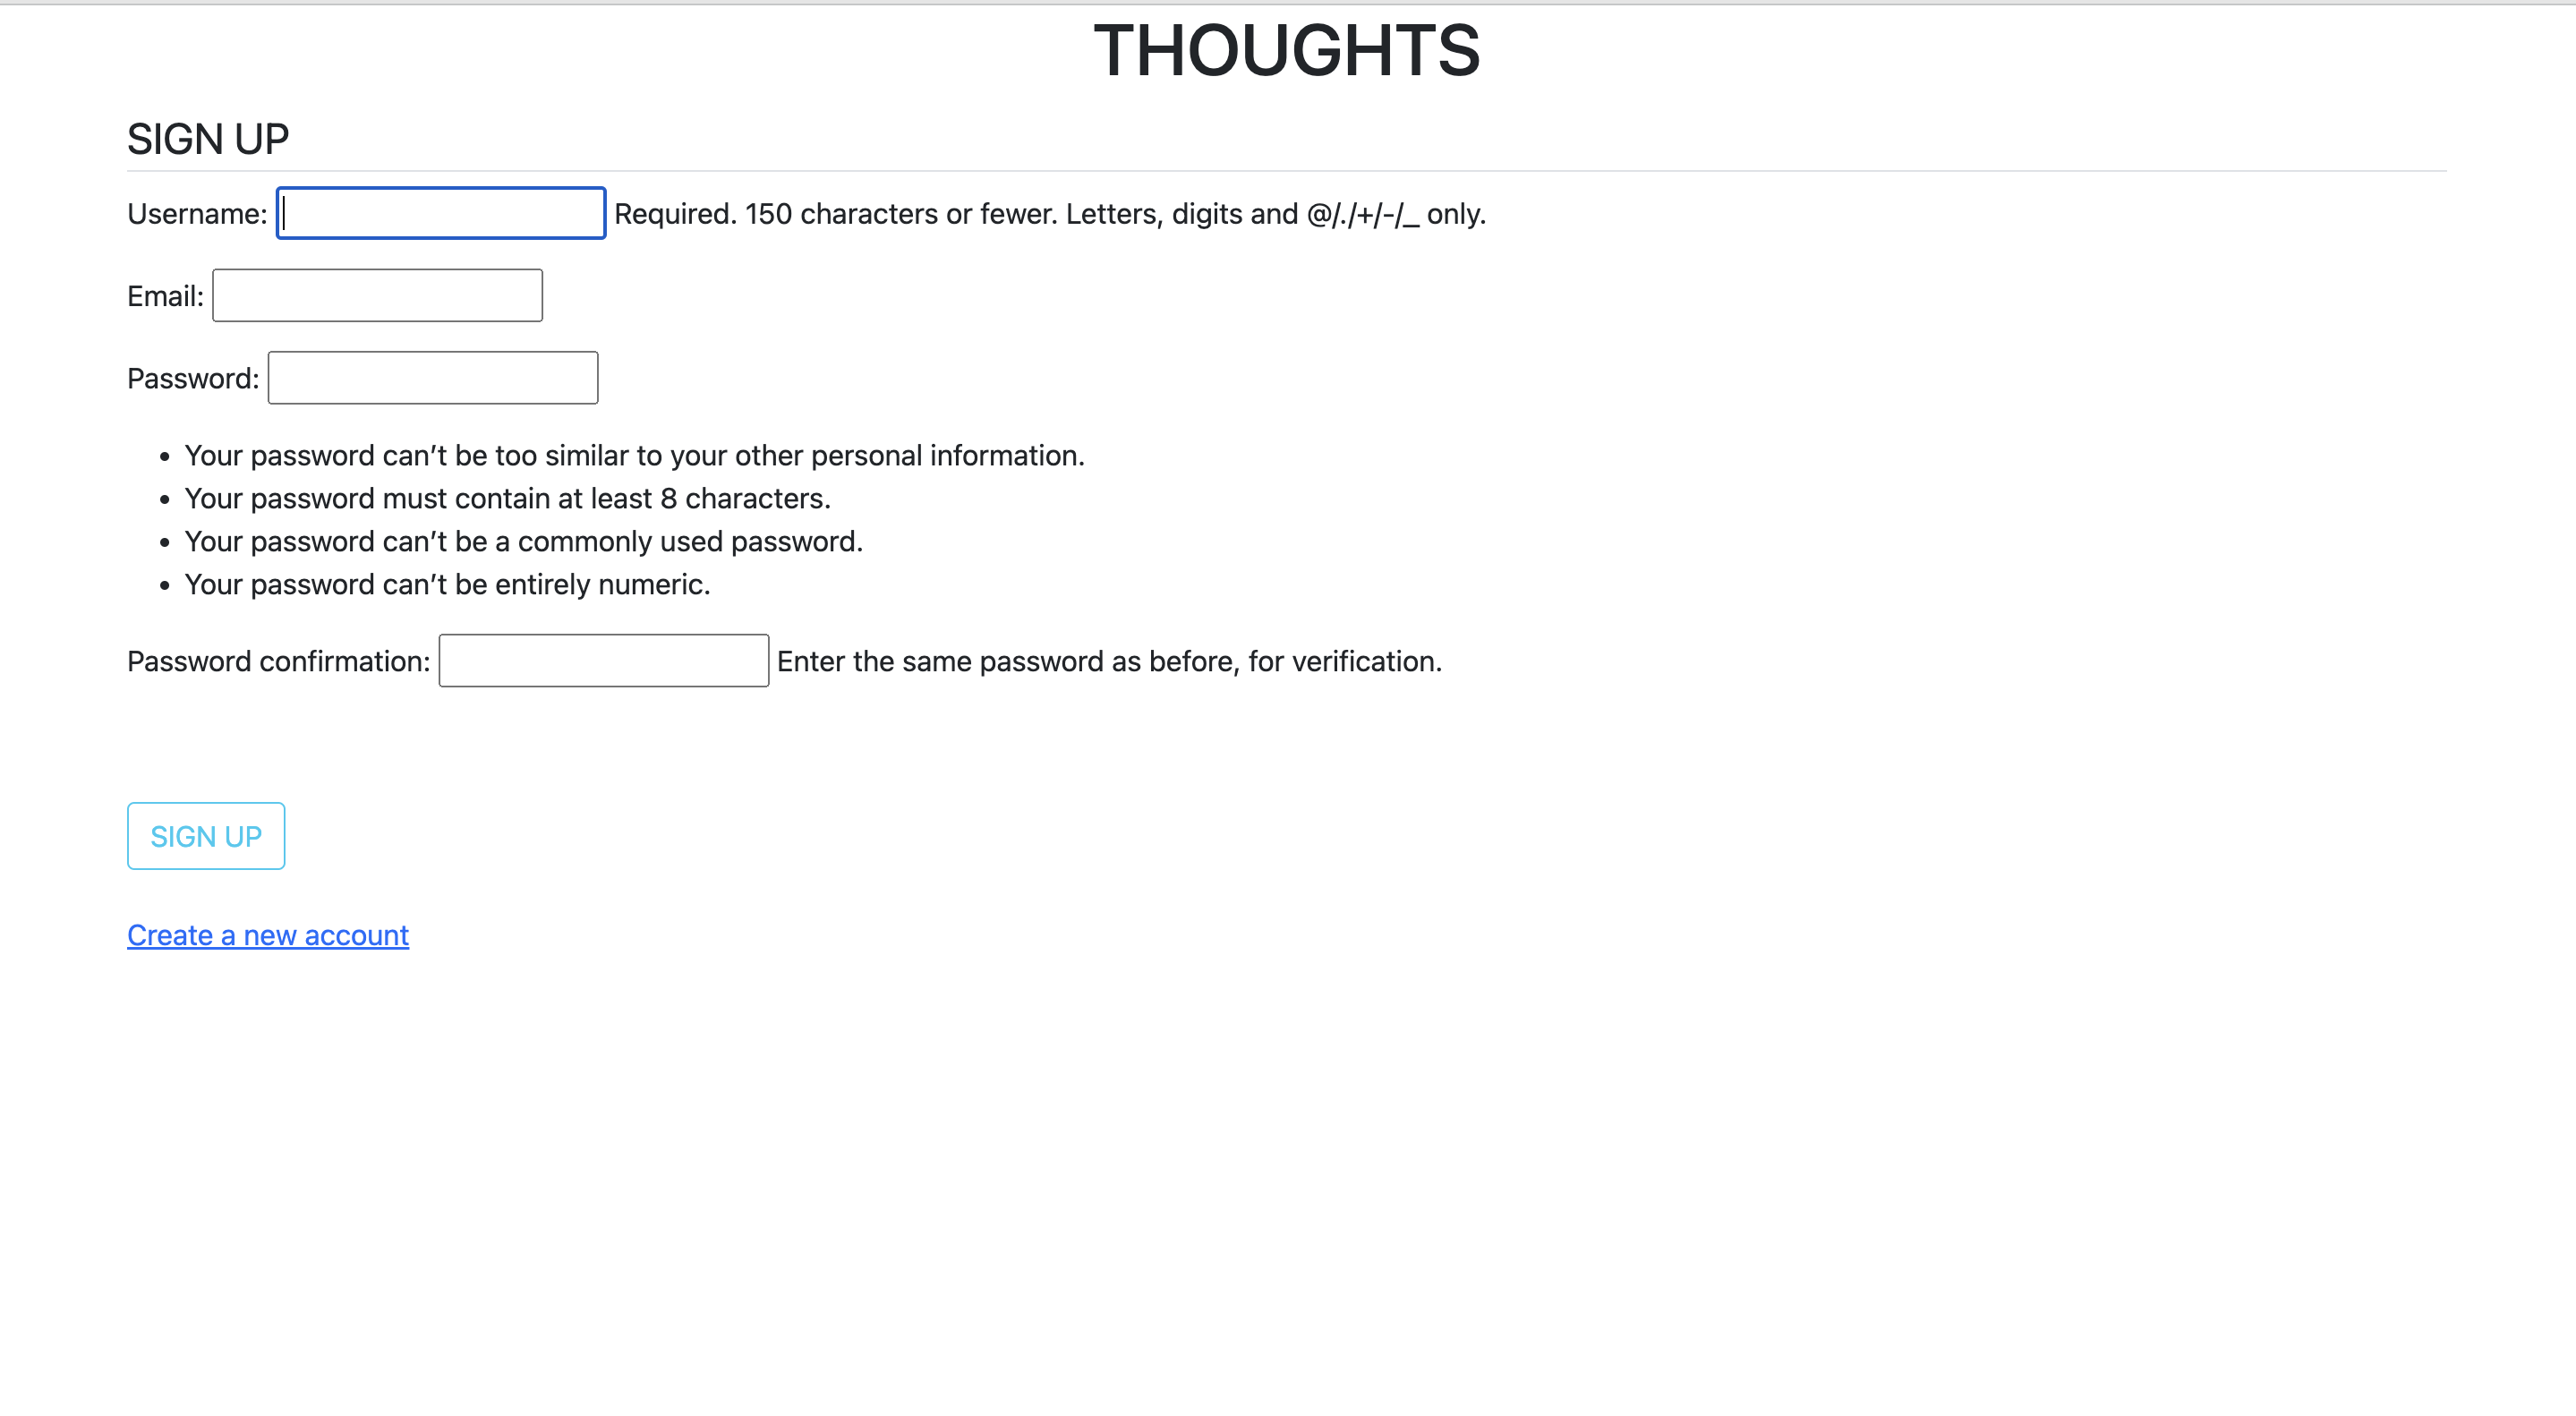 THOUGHTS
SIGN UP
Username: Required. 150 characters or fewer. Letters, digits and @/./+/-/_ only.
Email:
Password:
• Your password can’t be too similar to your other personal information.
• Your password must contain at least 8 characters.
• Your password can’t be a commonly used password.
• Your password can’t be entirely numeric.
Password confirmation: Enter the same password as before, for verification.
SIGN UP
Create a new account